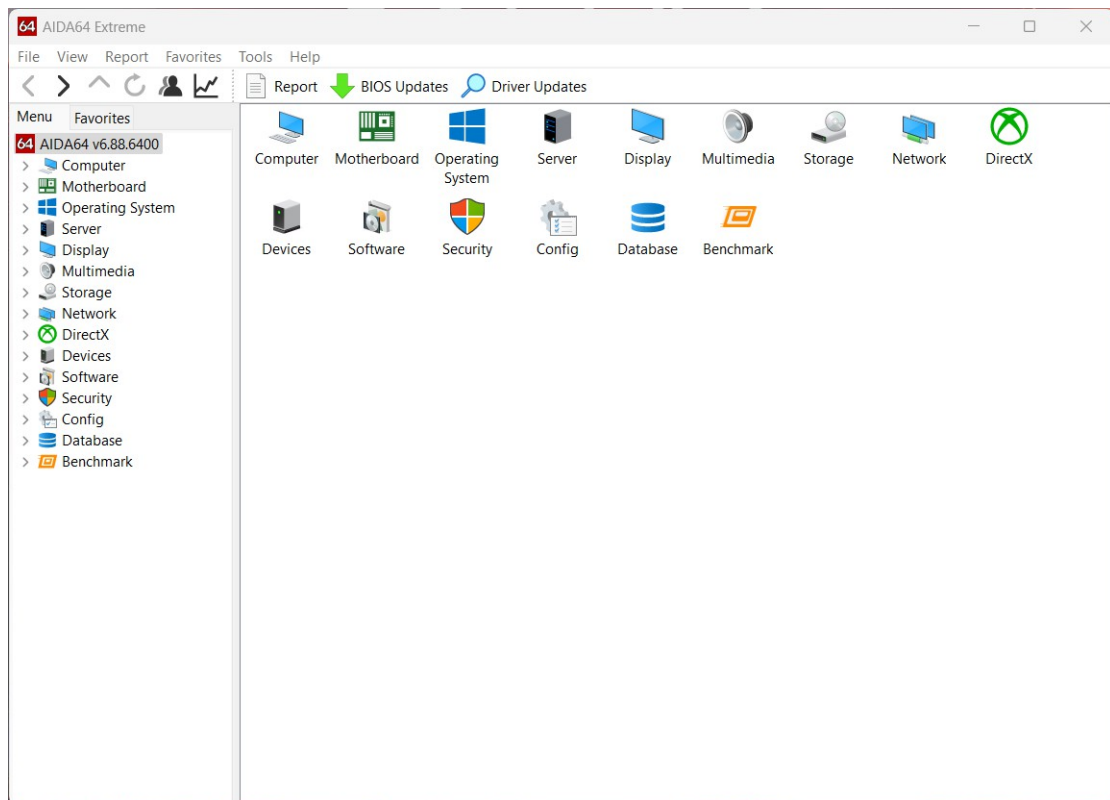 64 AIDA64 Extreme
File View Report Favorites Tools Help
Report BIOS Updates Driver Updates
Menu Favorites
64 AIDA64 v6.88.6400
Computer
Motherboard
Operating System
Server
Display
Multimedia
Storage
Network
DirectX
Devices
Software
Security
Config
Database
Benchmark
Computer Motherboard Operating System Server Display Multimedia Storage Network DirectX
Devices Software Security Config Database Benchmark